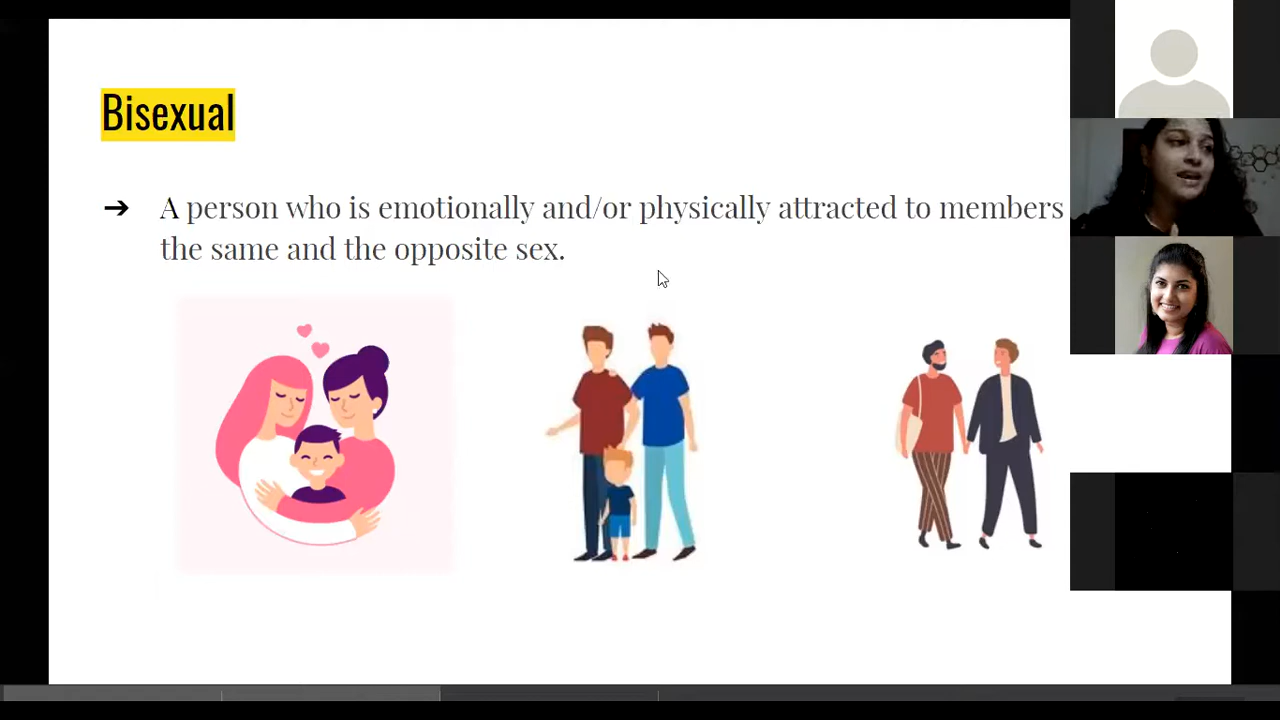 Bisexual
➔ A person who is emotionally and/or physically attracted to members
the same and the opposite sex.